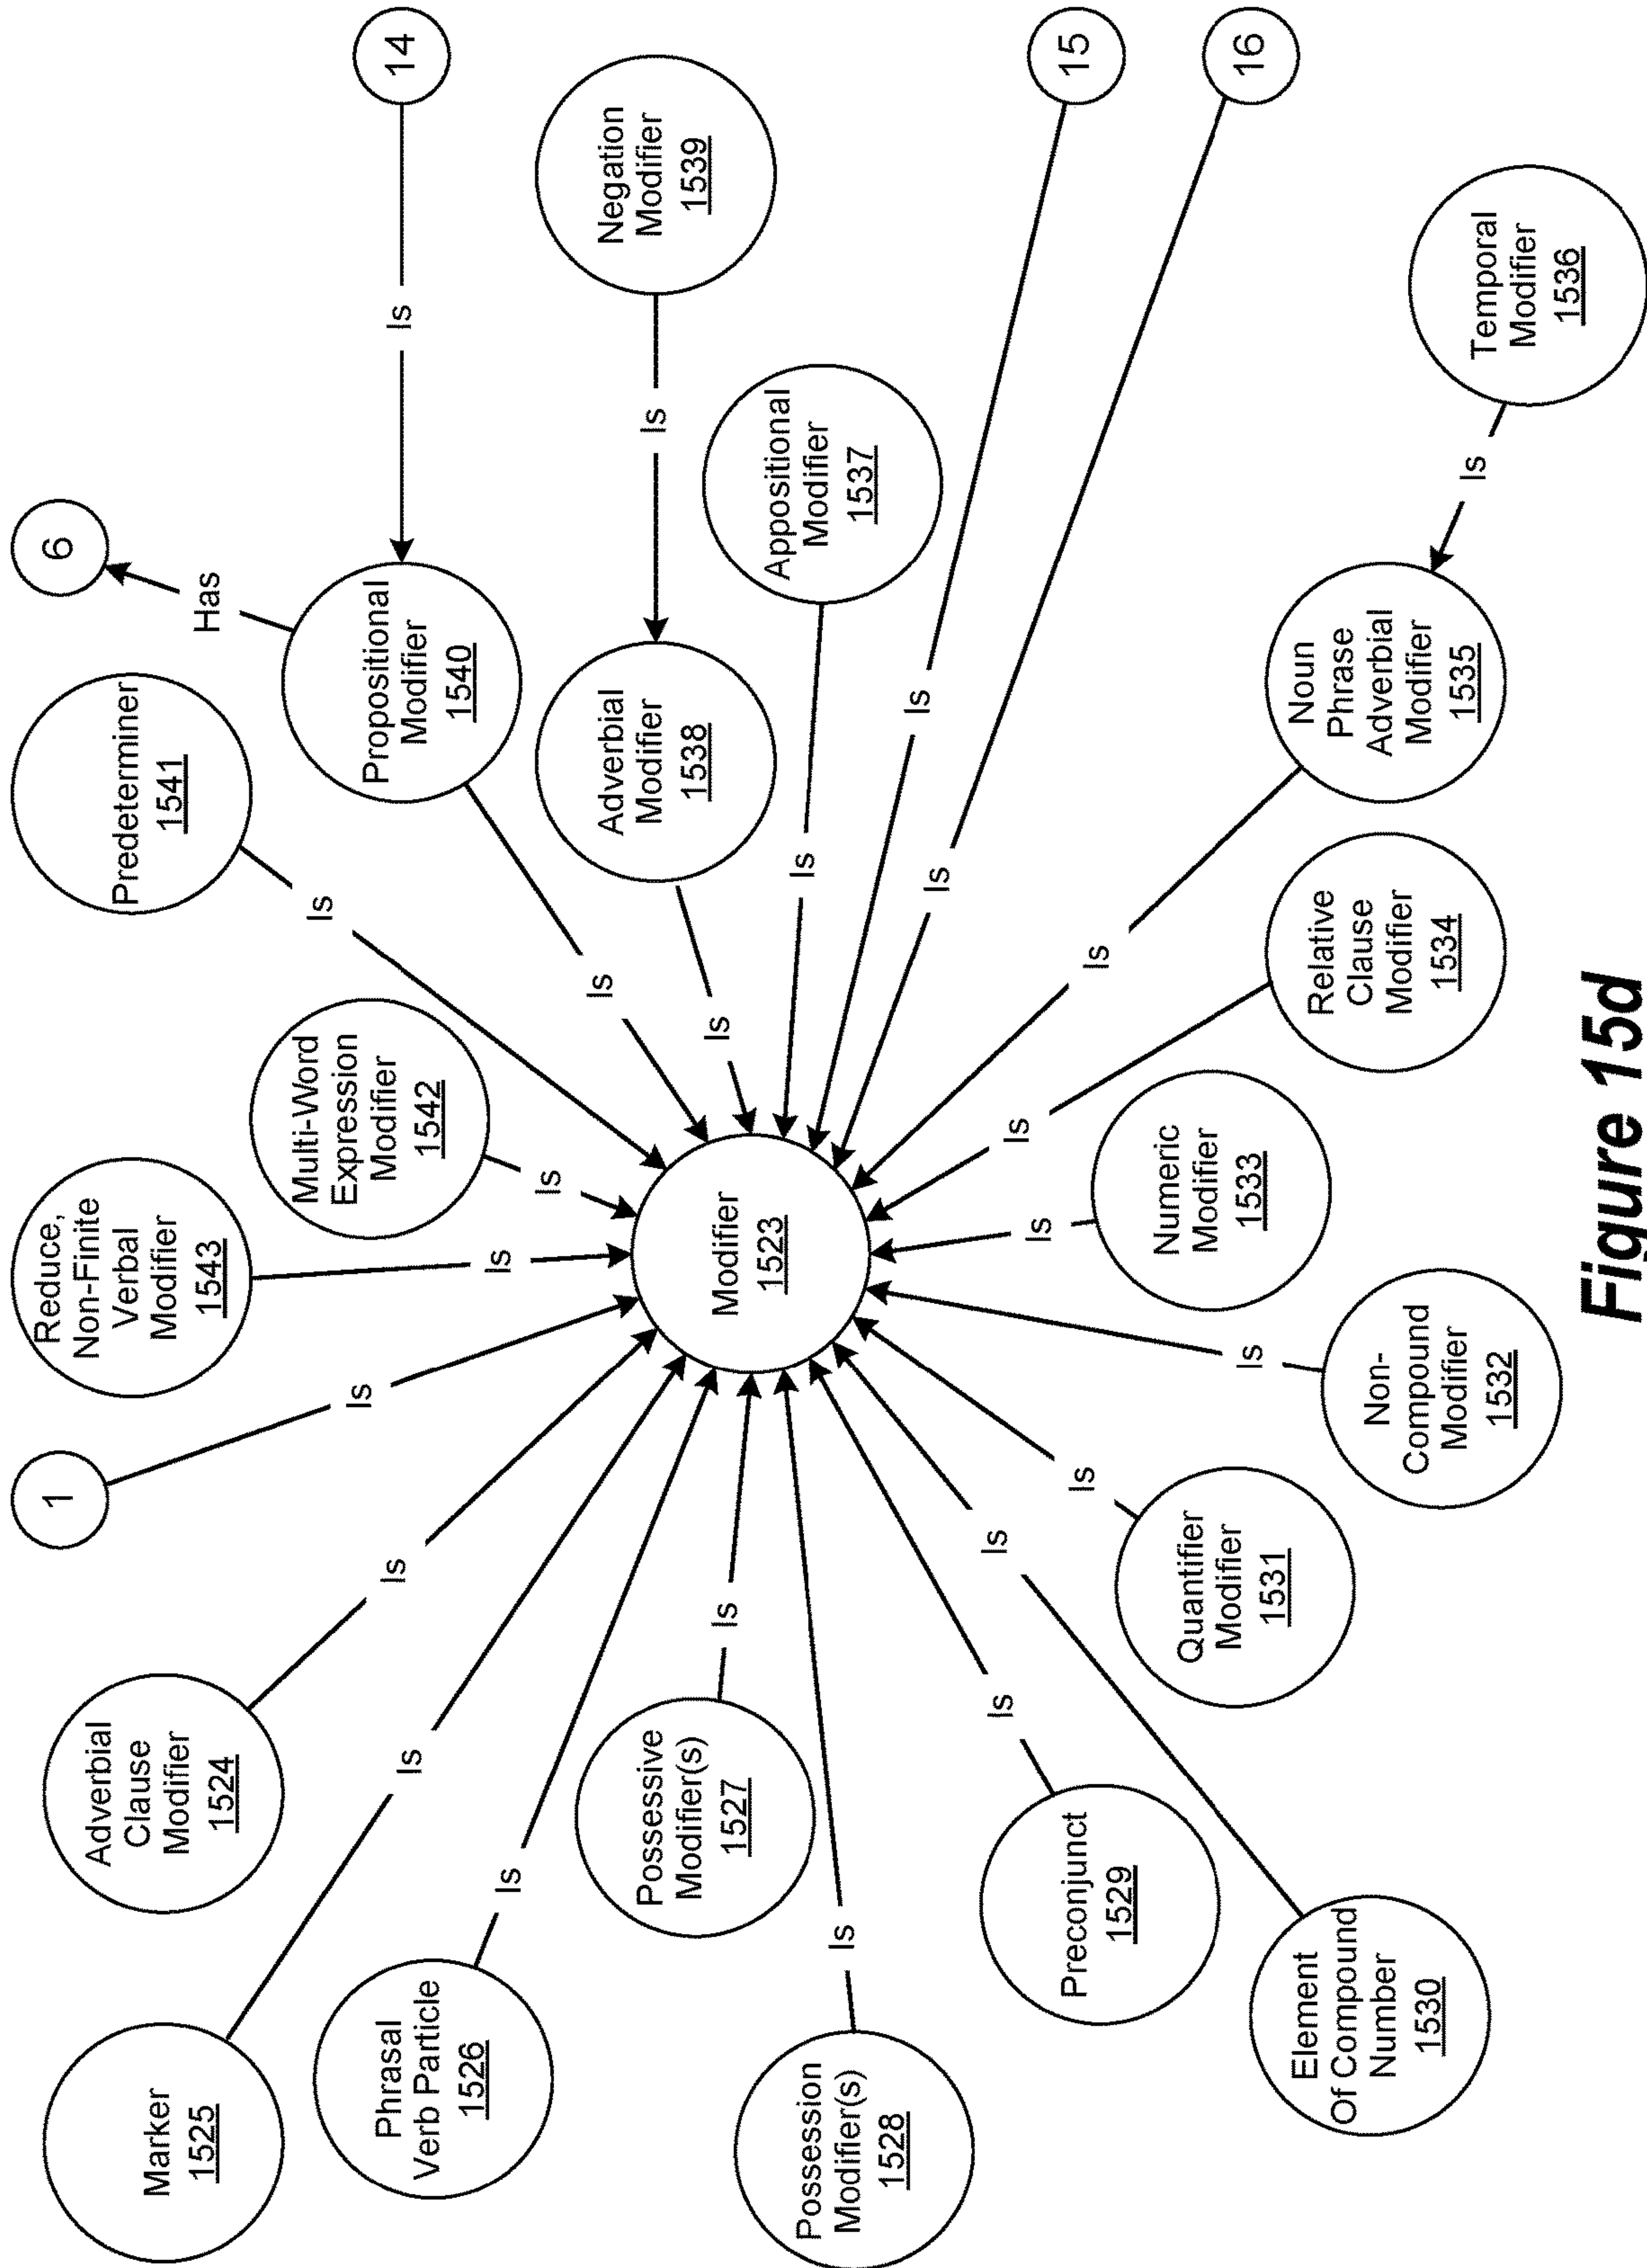 1
Is
Reduce,
Non-Finite
Verbal
Modifier
1543
Is
Multi-Word
Expression
Modifier
1542
Is
Predeterminer
1541
Is
6
Has
Propositional
Modifier
1540
Is
14
Is
Adverbial
Modifier
1538
Is
Negation
Modifier
1539
Is
Appositional
Modifier
1537
Is
15
Is
16
Is
Adverbial
Clause
Modifier
1524
Is
Marker
1525
Is
Phrasal
Verb Particle
1526
Is
Possessive
Modifier(s)
1527
Is
Possession
Modifier(s)
1528
Is
Modifier
1523
Preconjunct
1529
Is
Element
Of Compound
Number
1530
Is
Quantifier
Modifier
1531
Is
Non-
Compound
Modifier
1532
Is
Numeric
Modifier
1533
Is
Relative
Clause
Modifier
1534
Is
Noun
Phrase
Adverbial
Modifier
1535
Is
Temporal
Modifier
1536
Is
Figure 15d